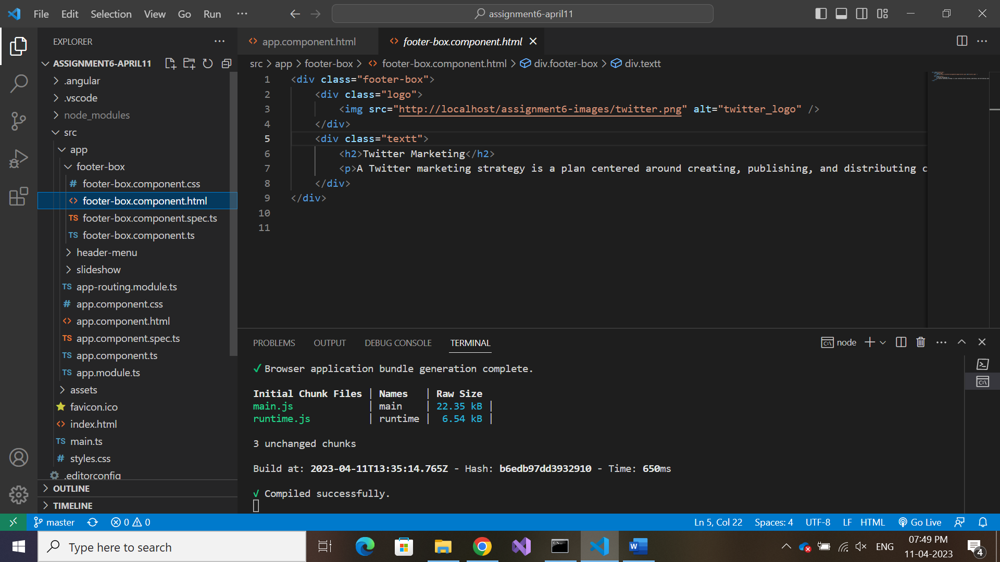 File Edit Selection View Go Run ··· assignment6-april11
EXPLORER
ASSIGNMENT6-APRIL11
.angular
.vscode
node_modules
src
app
footer-box
# footer-box.component.css
<> footer-box.component.html
TS footer-box.component.spec.ts
TS footer-box.component.ts
header-menu
slideshow
TS app-routing.module.ts
# app.component.css
<> app.component.html
TS app.component.spec.ts
TS app.component.ts
TS app.module.ts
assets
favicon.ico
<> index.html
TS main.ts
# styles.css
.editorconfig
OUTLINE
TIMELINE
<> app.component.html <> footer-box.component.html
src > app > footer-box > <> footer-box.component.html > div.footer-box > div.textt
1 <div class="footer-box">
2 <div class="logo">
3 <img src="http://localhost/assignment6-images/twitter.png" alt="twitter_logo" />
4 </div>
5 <div class="textt">
6 <h2>Twitter Marketing</h2>
7 <p>A Twitter marketing strategy is a plan centered around creating, publishing, and distributing c
8 </div>
9 </div>
10
11
PROBLEMS OUTPUT DEBUG CONSOLE TERMINAL node
✓ Browser application bundle generation complete.
Initial Chunk Files | Names | Raw Size
main.js | main | 22.35 kB |
runtime.js | runtime | 6.54 kB |
3 unchanged chunks
Build at: 2023-04-11T13:35:14.765Z - Hash: b6edb97dd3932910 - Time: 650ms
√ Compiled successfully.
master 0 0 Ln 5, Col 22 Spaces: 4 UTF-8 LF HTML Go Live
Type here to search ENG 07:49 PM
11-04-2023
4